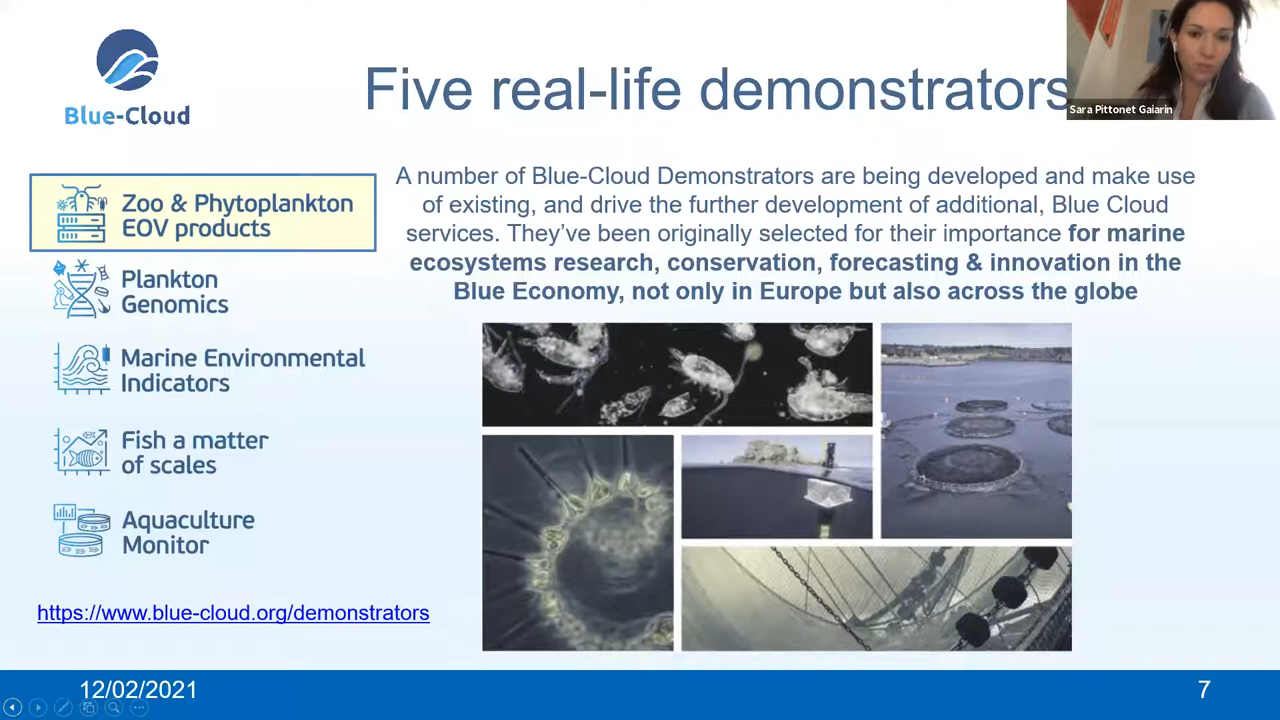 Blue-Cloud
Five real-life demonstrators
Sara Pittonet Gaiarin
Zoo & Phytoplankton
EOV products
Plankton
Genomics
Marine Environmental
Indicators
Fish a matter
of scales
Aquaculture
Monitor
https://www.blue-cloud.org/demonstrators
A number of Blue-Cloud Demonstrators are being developed and make use
of existing, and drive the further development of additional, Blue Cloud
services. They’ve been originally selected for their importance for marine
ecosystems research, conservation, forecasting & innovation in the
Blue Economy, not only in Europe but also across the globe
12/02/2021
7